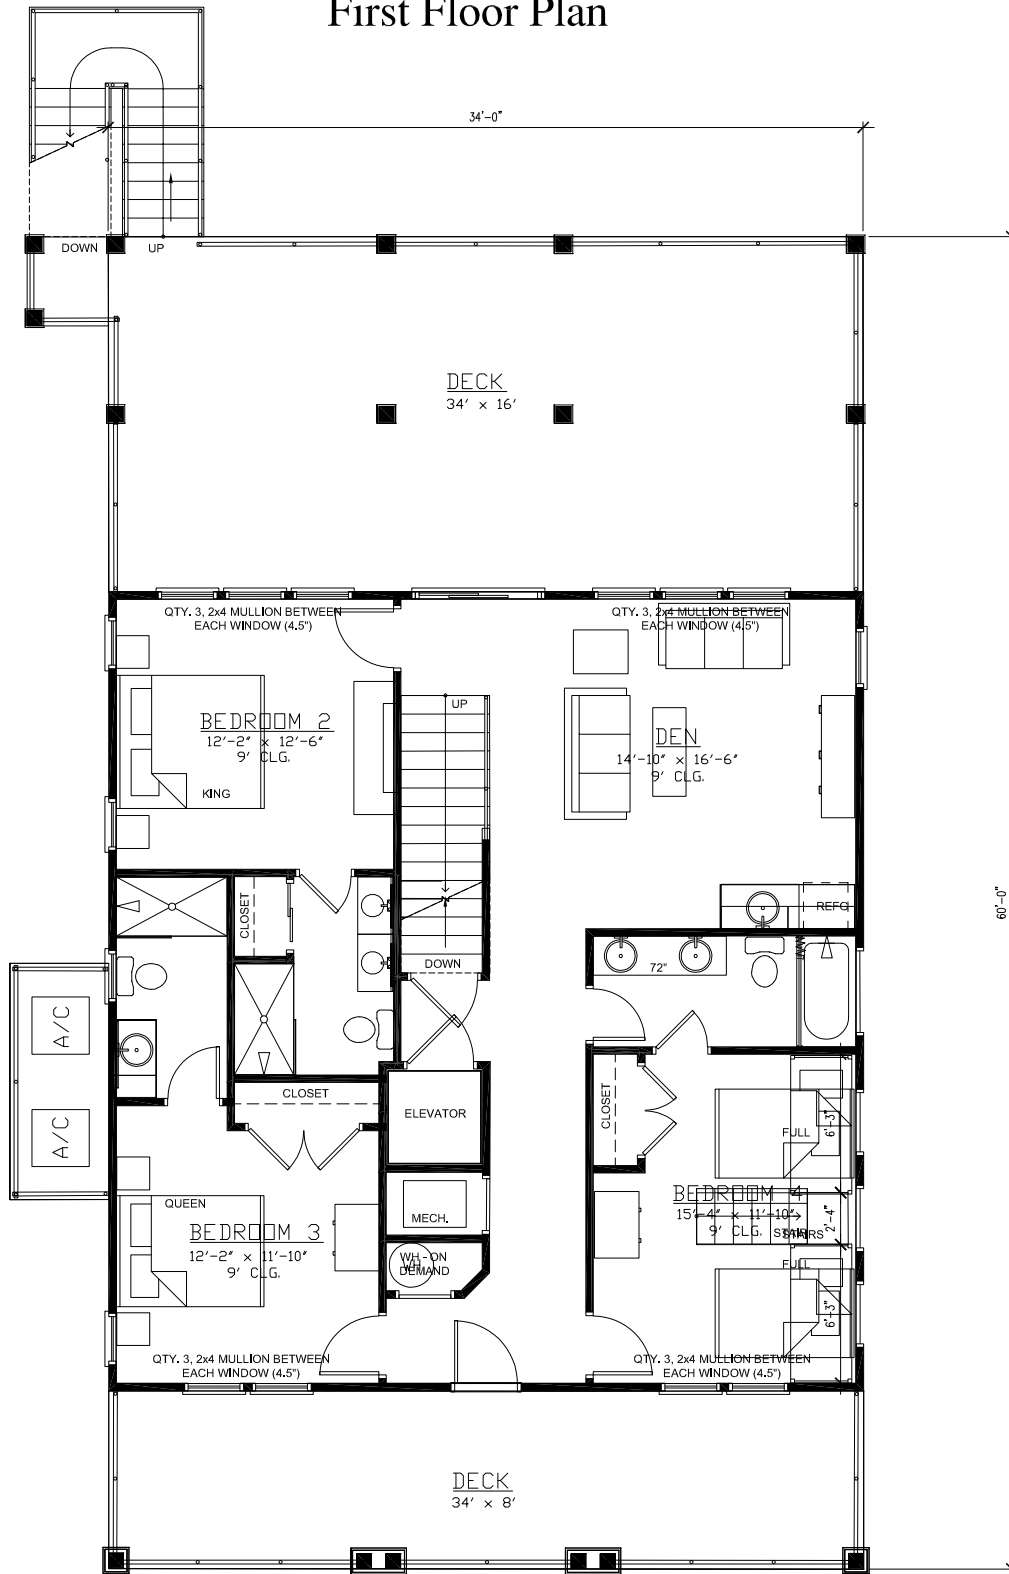 First Floor Plan
34'-0"
DOWN
UP
DECK
34' x 16'
QTY. 3, 2x4 MULLION BETWEEN
EACH WINDOW (4.5")
QTY. 3, 2x4 MULLION BETWEEN
EACH WINDOW (4.5")
UP
BEDROOM 2
12'-2" x 12'-6"
9' CLG.
KING
DEN
14'-10" x 16'-6"
9' CLG.
60'-0"
CLOSET
REFG
DOWN
72"
A/C
A/C
CLOSET
ELEVATOR
CLOSET
FULL
6'-3"
QUEEN
BEDROOM 3
12'-2" x 11'-10"
9' CLG.
MECH.
WH - ON
DEMAND
WH
BEDROOM 4
15'-4" x 11'-10"
9' CLG.
STAIRS
2'-4"
FULL
6'-3"
QTY. 3, 2x4 MULLION BETWEEN
EACH WINDOW (4.5")
QTY. 3, 2x4 MULLION BETWEEN
EACH WINDOW (4.5")
DECK
34' x 8'